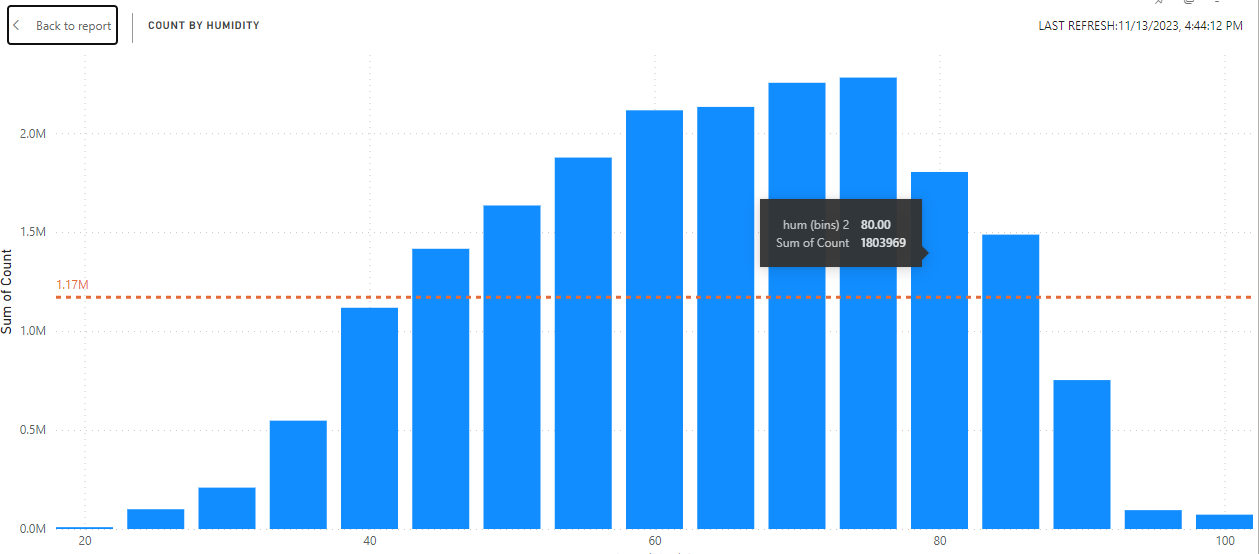 Back to report
COUNT BY HUMIDITY
LAST REFRESH:11/13/2023, 4:44:12 PM
Sum of Count
2.0M
1.5M
1.17M
1.0M
0.5M
0.0M
hum (bins) 2 80.00
Sum of Count 1803969
20 40 60 80 100